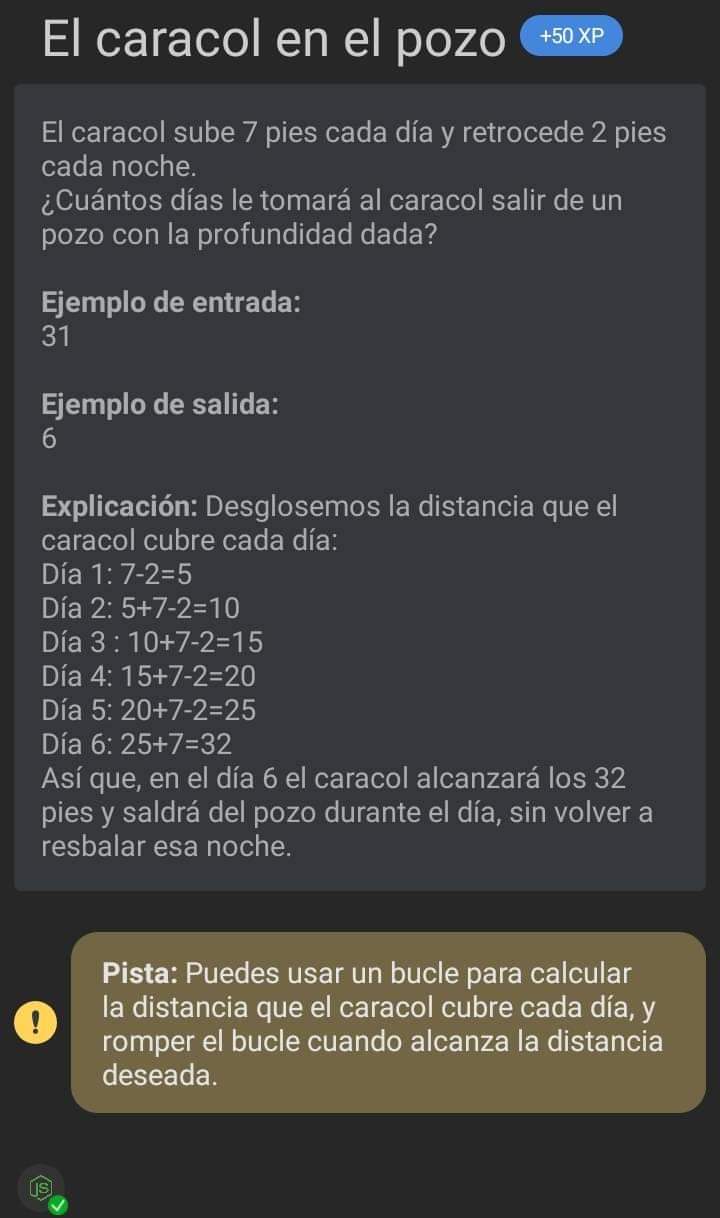 El caracol en el pozo +50 XP
El caracol sube 7 pies cada día y retrocede 2 pies
cada noche.
¿Cuántos días le tomará al caracol salir de un
pozo con la profundidad dada?
Ejemplo de entrada:
31
Ejemplo de salida:
6
Explicación: Desglosemos la distancia que el
caracol cubre cada día:
Día 1: 7-2=5
Día 2: 5+7-2=10
Día 3 : 10+7-2=15
Día 4: 15+7-2=20
Día 5: 20+7-2=25
Día 6: 25+7=32
Así que, en el día 6 el caracol alcanzará los 32
pies y saldrá del pozo durante el día, sin volver a
resbalar esa noche.
Pista: Puedes usar un bucle para calcular
la distancia que el caracol cubre cada día, y
romper el bucle cuando alcanza la distancia
deseada.
!
JS